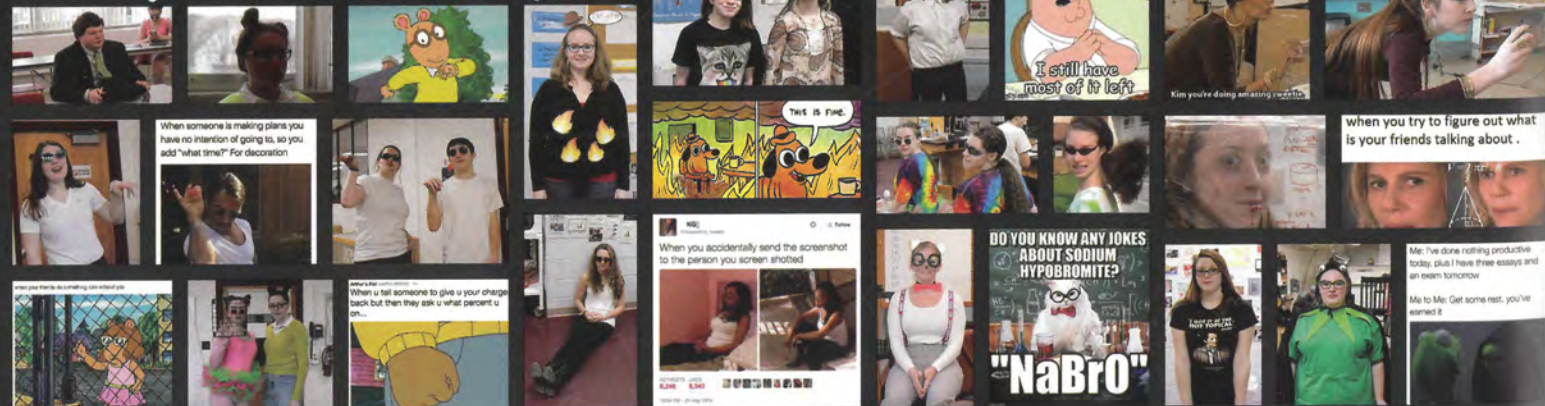 I still have
most of it left
Kim you're doing amazing sweetie
When someone is making plans you
have no intention of going to, so you
add "what time?" For decoration
THIS IS FINE.
when you try to figure out what
is your friends talking about .
When you accidentally send the screenshot
to the person you screen shotted
Follow
DO YOU KNOW ANY JOKES
ABOUT SODIUM
HYPOBROMITE?
"NaBrO"
When u tell someone to give u your charger
back but then they ask u what percent u
on...
HOT TOPICAL
Me: I've done nothing productive
today, plus I have three essays and
an exam tomorrow
Me to Me: Get some rest, you've
earned it